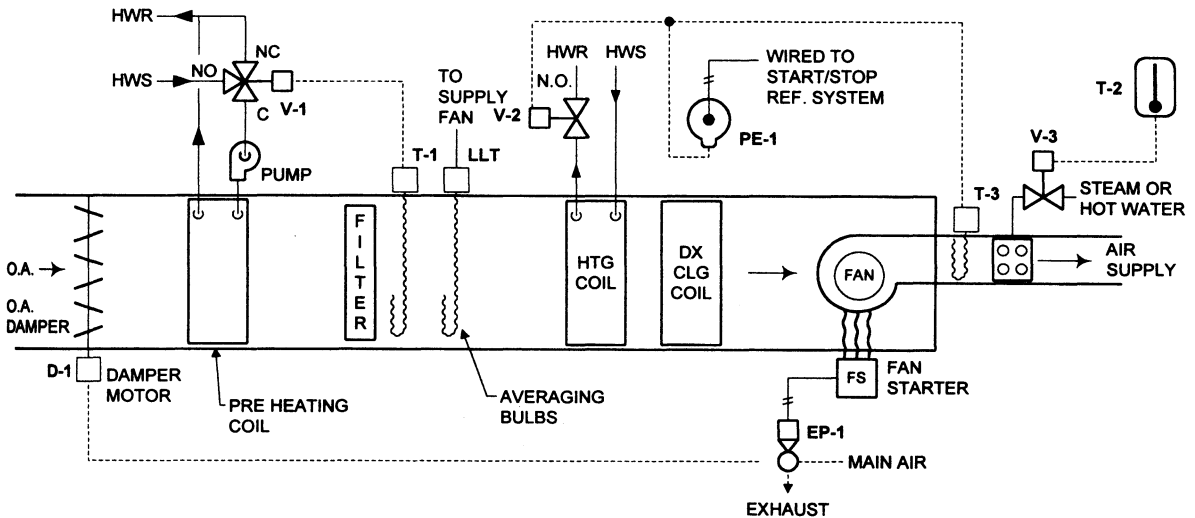 HWR
HWS
NO
NC
C
V-1
PUMP
T-1
TO
SUPPLY
FAN
LLT
HWR
HWS
N.O.
V-2
WIRED TO
START/STOP
REF. SYSTEM
PE-1
T-2
V-3
STEAM OR
HOT WATER
T-3
O.A.
O.A.
DAMPER
FILTER
HTG
COIL
DX
CLG
COIL
FAN
AIR
SUPPLY
D-1
DAMPER
MOTOR
PRE HEATING
COIL
AVERAGING
BULBS
FS
FAN
STARTER
EP-1
MAIN AIR
EXHAUST